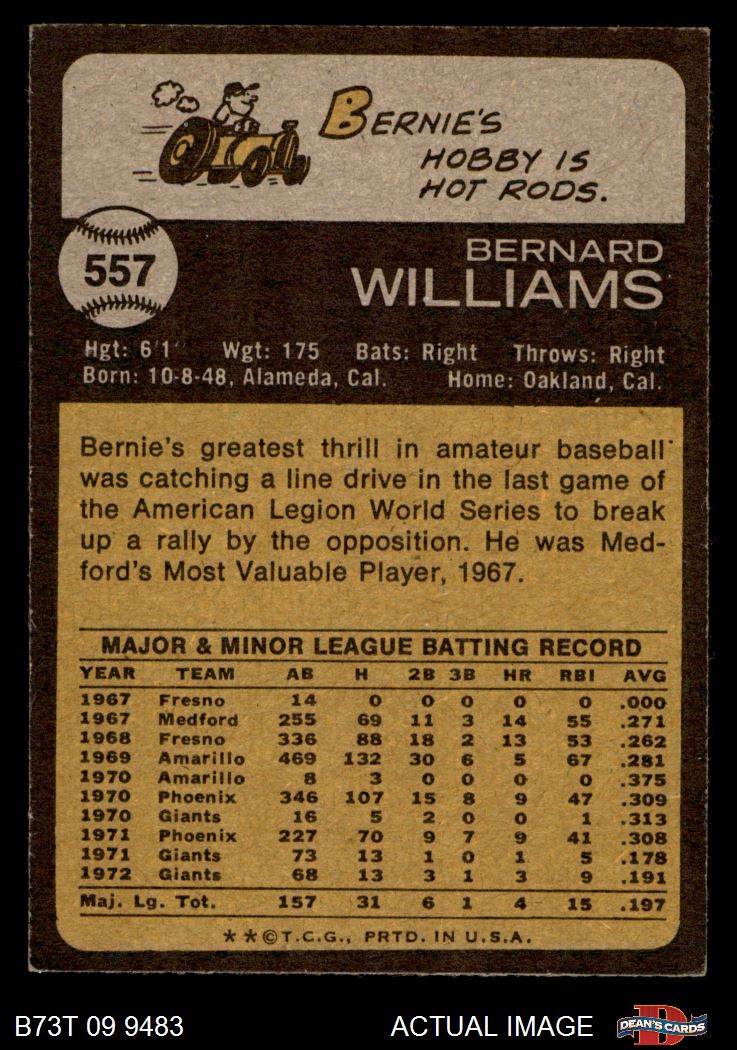 BERNIE'S
HOBBY IS
HOT RODS.
557
BERNARD
WILLIAMS
Hgt: 6'1" Wgt: 175 Bats: Right Throws: Right
Born: 10-8-48, Alameda, Cal. Home: Oakland, Cal.
Bernie's greatest thrill in amateur baseball
was catching a line drive in the last game of
the American Legion World Series to break
up a rally by the opposition. He was Med-
ford's Most Valuable Player, 1967.
MAJOR & MINOR LEAGUE BATTING RECORD
YEAR TEAM AB H 2B 3B HR RBI AVG
1967 Fresno 14 0 0 0 0 0 .000
1967 Medford 255 69 11 3 14 55 .271
1968 Fresno 336 88 18 2 13 53 .262
1969 Amarillo 469 132 30 6 5 67 .281
1970 Amarillo 8 3 0 0 0 0 .375
1970 Phoenix 346 107 15 8 9 47 .309
1970 Giants 16 5 2 0 0 1 .313
1971 Phoenix 227 70 9 7 9 41 .308
1971 Giants 73 13 1 0 1 5 .178
1972 Giants 68 13 3 1 3 9 .191
Maj. Lg. Tot. 157 31 6 1 4 15 .197
**©T.C.G., PRTD. IN U.S.A.
B73T 09 9483 ACTUAL IMAGE D DEAN'S CARDS